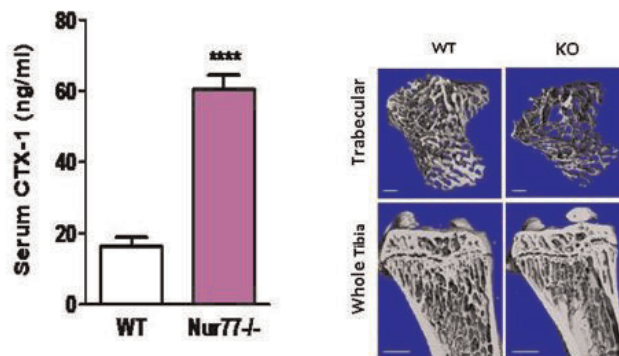 Serum CTX-1 (ng/ml)
80
60
40
20
0
****
WT
Nur77-/-
WT
KO
Trabecular
Whole Tibia